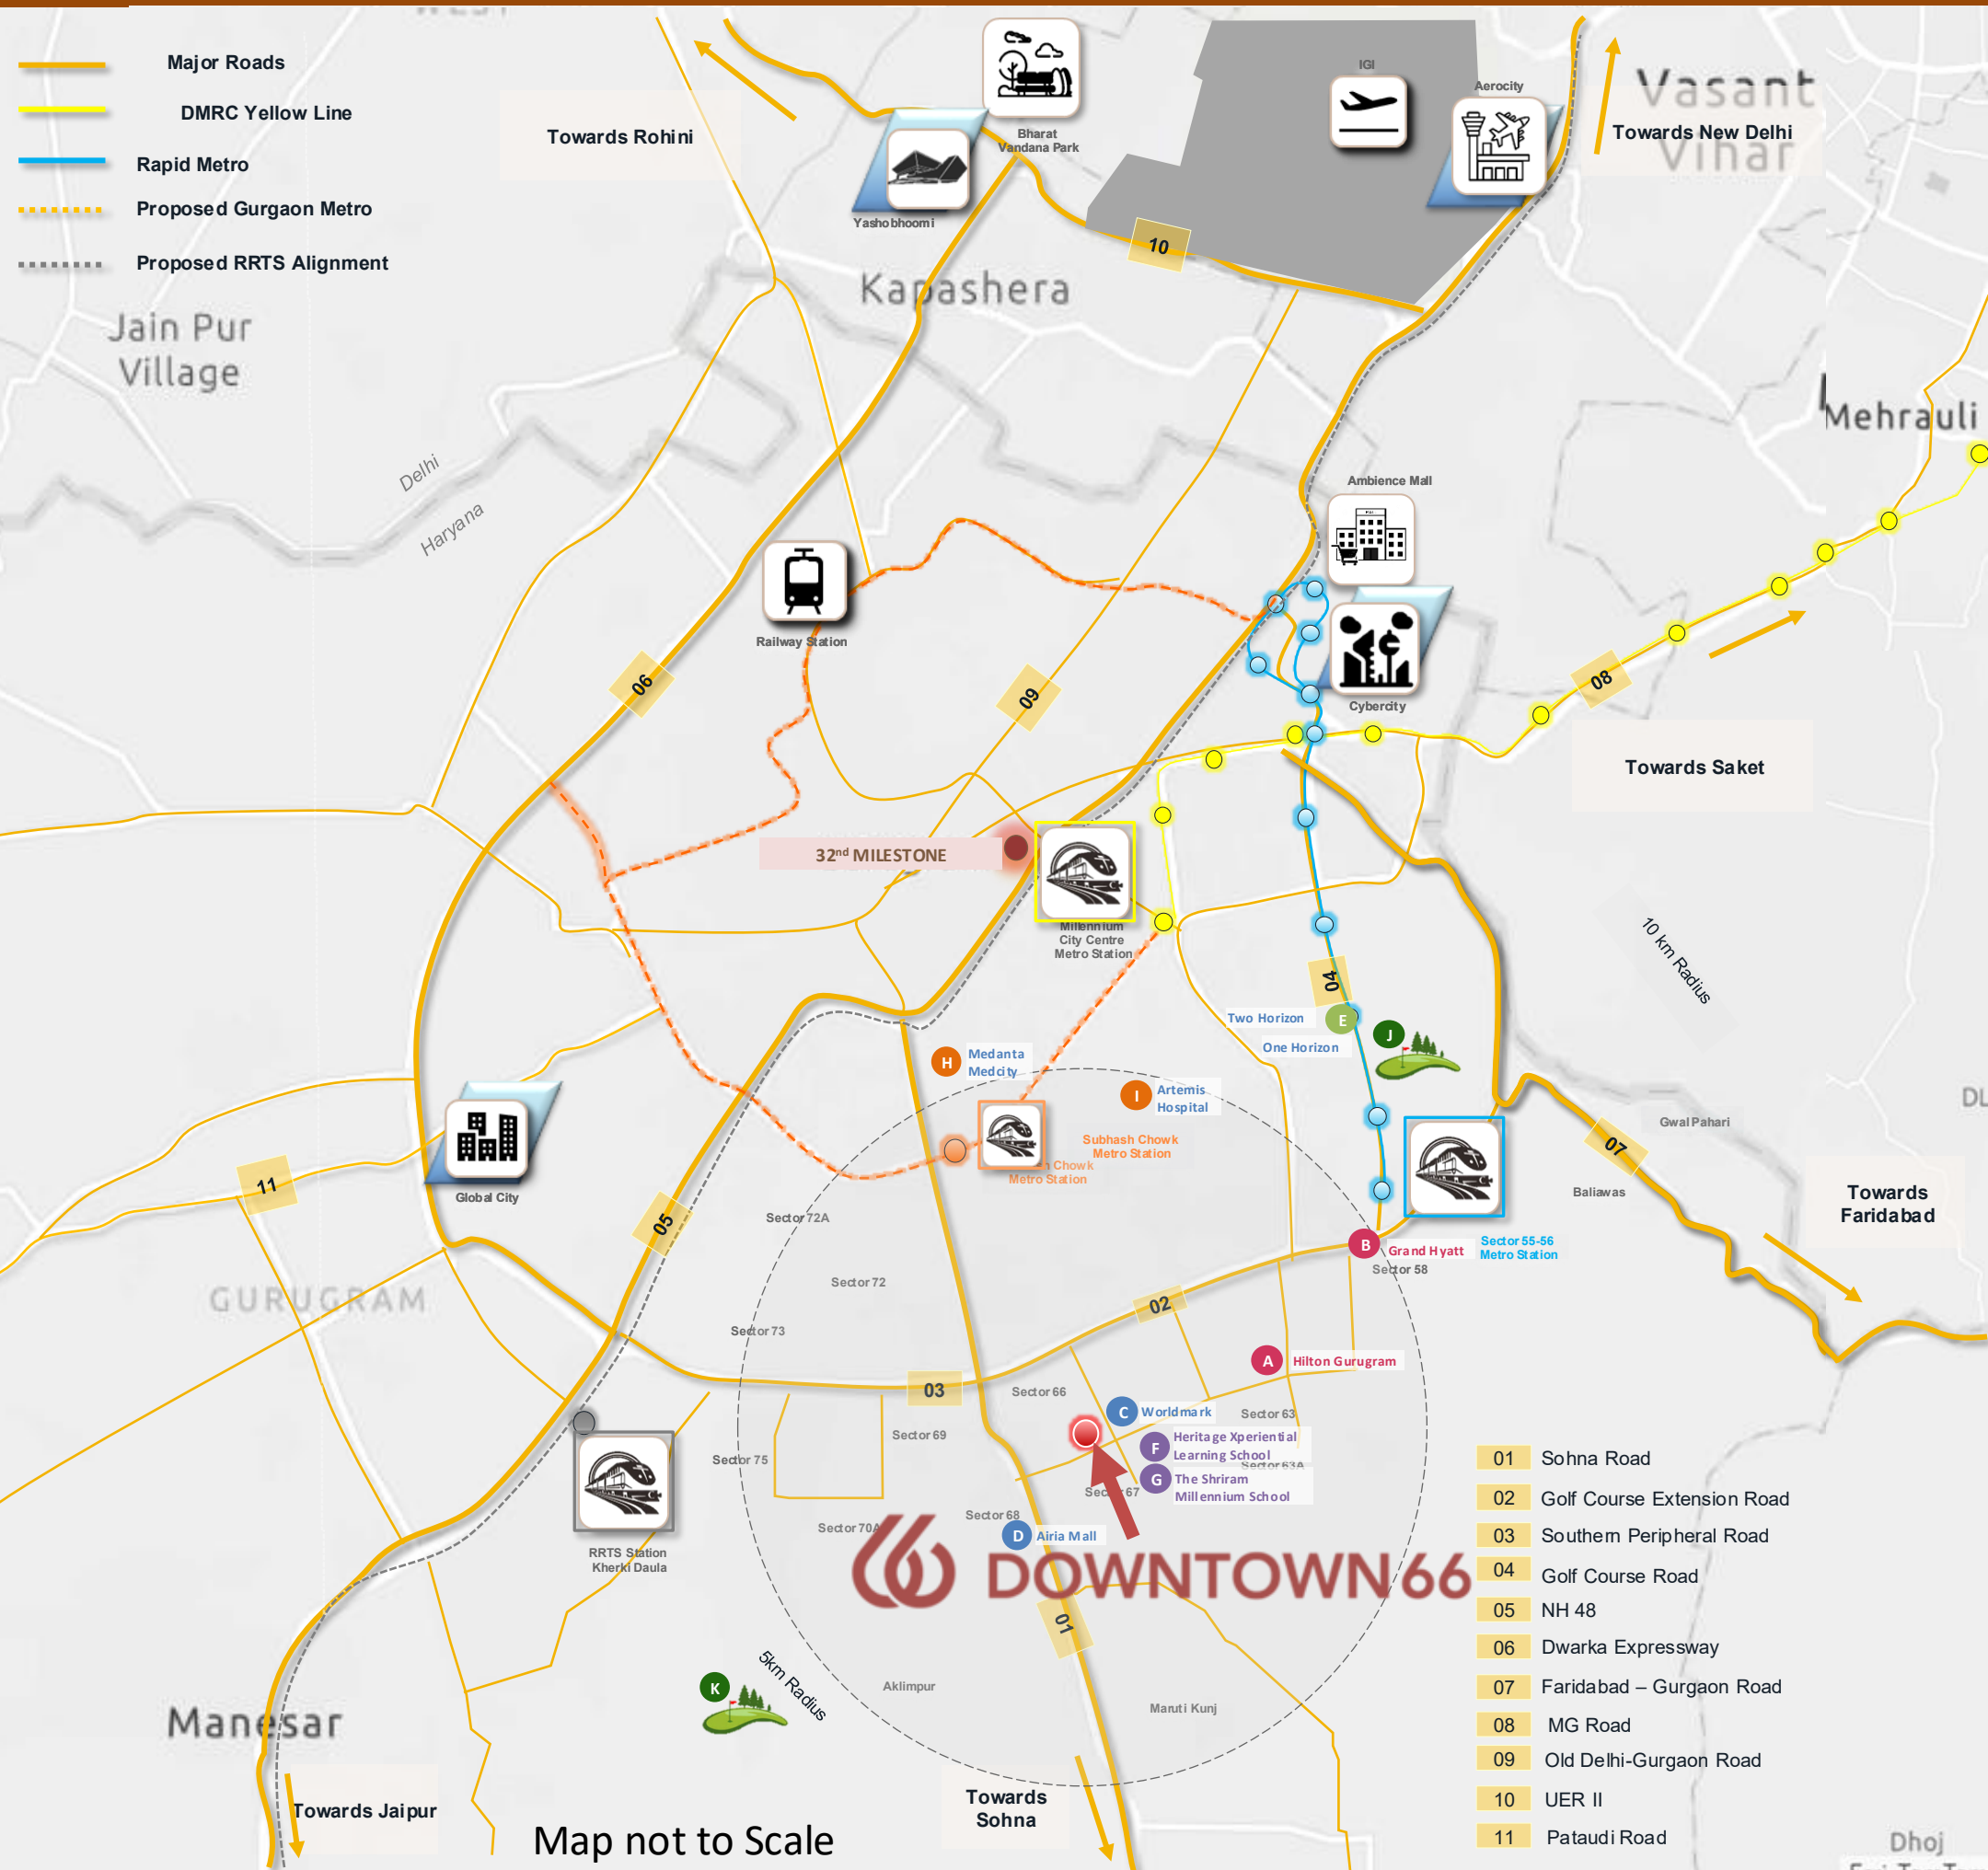 Major Roads
DMRC Yellow Line
Rapid Metro
Proposed Gurgaon Metro
Proposed RRTS Alignment
Towards Rohini
Bharat
Vandana Park
Yashobhoomi
IGI
Aerocity
Vasant
Vihar
Towards New Delhi
10
Kapashera
Jain Pur
Village
Delhi
Haryana
Mehrauli
Ambience Mall
Railway Station
Cybercity
06
09
08
Towards Saket
32nd MILESTONE
Millennium
City Centre
Metro Station
10 km Radius
04
Two Horizon
E
One Horizon
J
H
Medanta
Medcity
I
Artemis
Hospital
Subhash Chowk
Metro Station
Chowk
Metro Station
Gwal Pahari
07
Baliawas
Towards
Faridabad
DL
11
Global City
05
Sector 72A
B
Grand Hyatt
Sector 55-56
Metro Station
Sector 58
Sector 72
GURUGRAM
02
Sector 73
A
Hilton Gurugram
03
Sector 66
C
Worldmark
Sector 63
Sector 69
F
Heritage Xperiential
Learning School
Sector 63A
Sector 75
G
The Shriram
Millennium School
Sector 67
Sector 68
Sector 70A
D
Airia Mall
RRTS Station
Kherki Daula
66 DOWNTOWN 66
01
K
5km Radius
Aklimpur
Maruti Kunj
Manesar
Towards Jaipur
Towards
Sohna
Map not to Scale
01 Sohna Road
02 Golf Course Extension Road
03 Southern Peripheral Road
04 Golf Course Road
05 NH 48
06 Dwarka Expressway
07 Faridabad – Gurgaon Road
08 MG Road
09 Old Delhi-Gurgaon Road
10 UER II
11 Pataudi Road
Dhoj